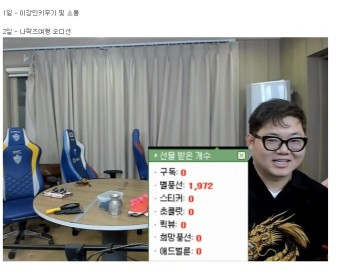 1일 - 이강인키우기 및 소통
2일 - 나락즈여행 오디션
선물 받은 개수
구독: 0
별풍선: 1,972
스티커: 0
초콜릿: 0
퀵뷰: 0
희망풍선: 0
애드벌룬: 0